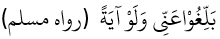 بَلِّغُوْاعَنِّى وَلَوْ آيَةً (رواه مسلم)